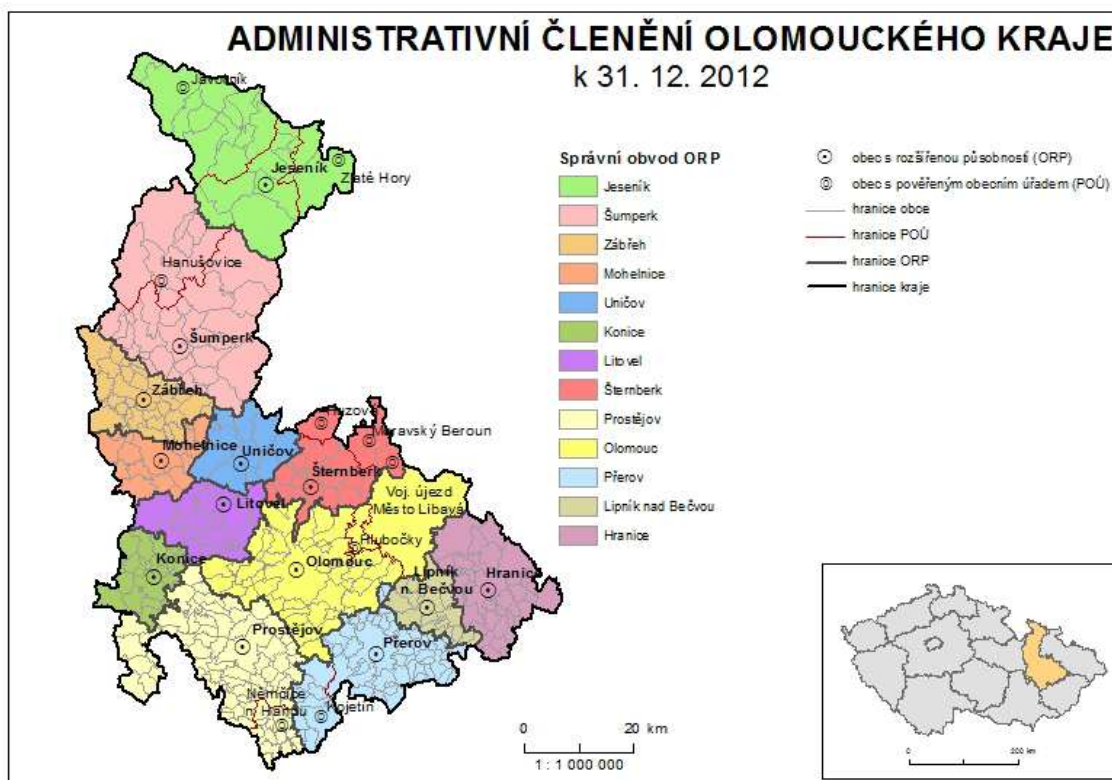 ADMINISTRATIVNÍ ČLENĚNÍ OLOMOUCKÉHO KRAJE
k 31. 12. 2012
Správní obvod ORP
Jeseník
Šumperk
Zábřeh
Mohelnice
Uničov
Konice
Litovel
Šternberk
Prostějov
Olomouc
Přerov
Lipník nad Bečvou
Hranice
obec s rozšířenou působností (ORP)
obec s pověřeným obecním úřadem (POÚ)
hranice obce
hranice POÚ
hranice ORP
hranice kraje
Javorník
Jeseník
Zlaté Hory
Hanušovice
Šumperk
Zábřeh
Huzová
Moravský Beroun
Mohelnice
Uničov
Šternberk
Litovel
Voj. újezd
Město Libavá
Hlubočky
Konice
Olomouc
Lipník
n. Bečvou
Hranice
Prostějov
Přerov
Němčice
n. Hanou
Kojetín
0 20 km
1 : 1 000 000
0 200 km